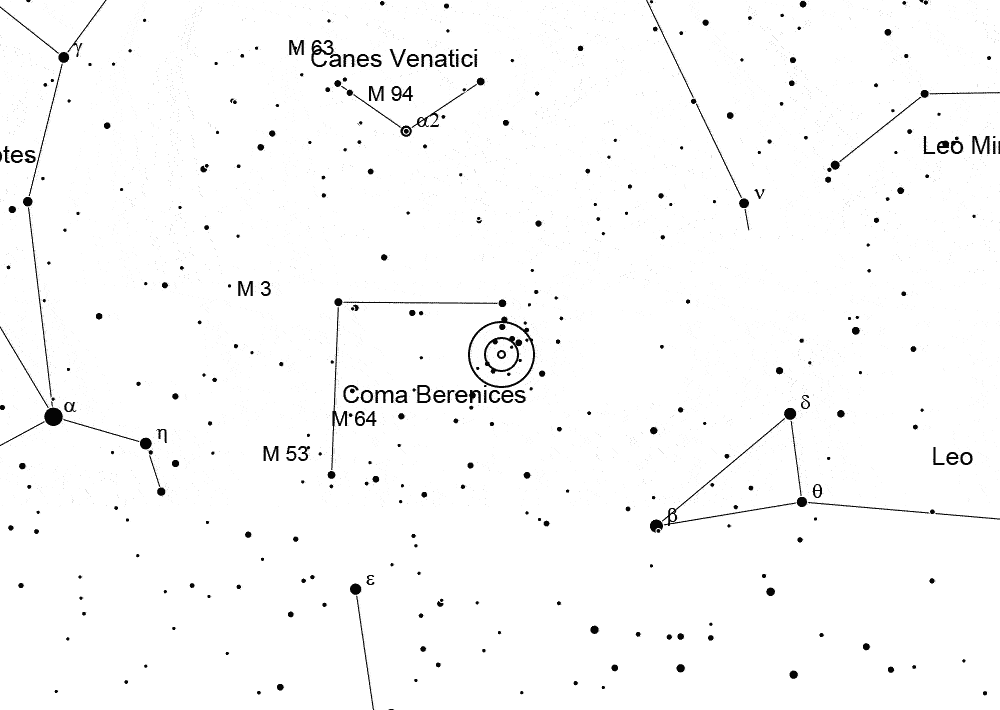 γ
M 63
Canes Venatici
M 94
α2
otes
Leo Min
ν
M 3
Coma Berenices
M 64
α
δ
η
M 53
Leo
θ
β
ε